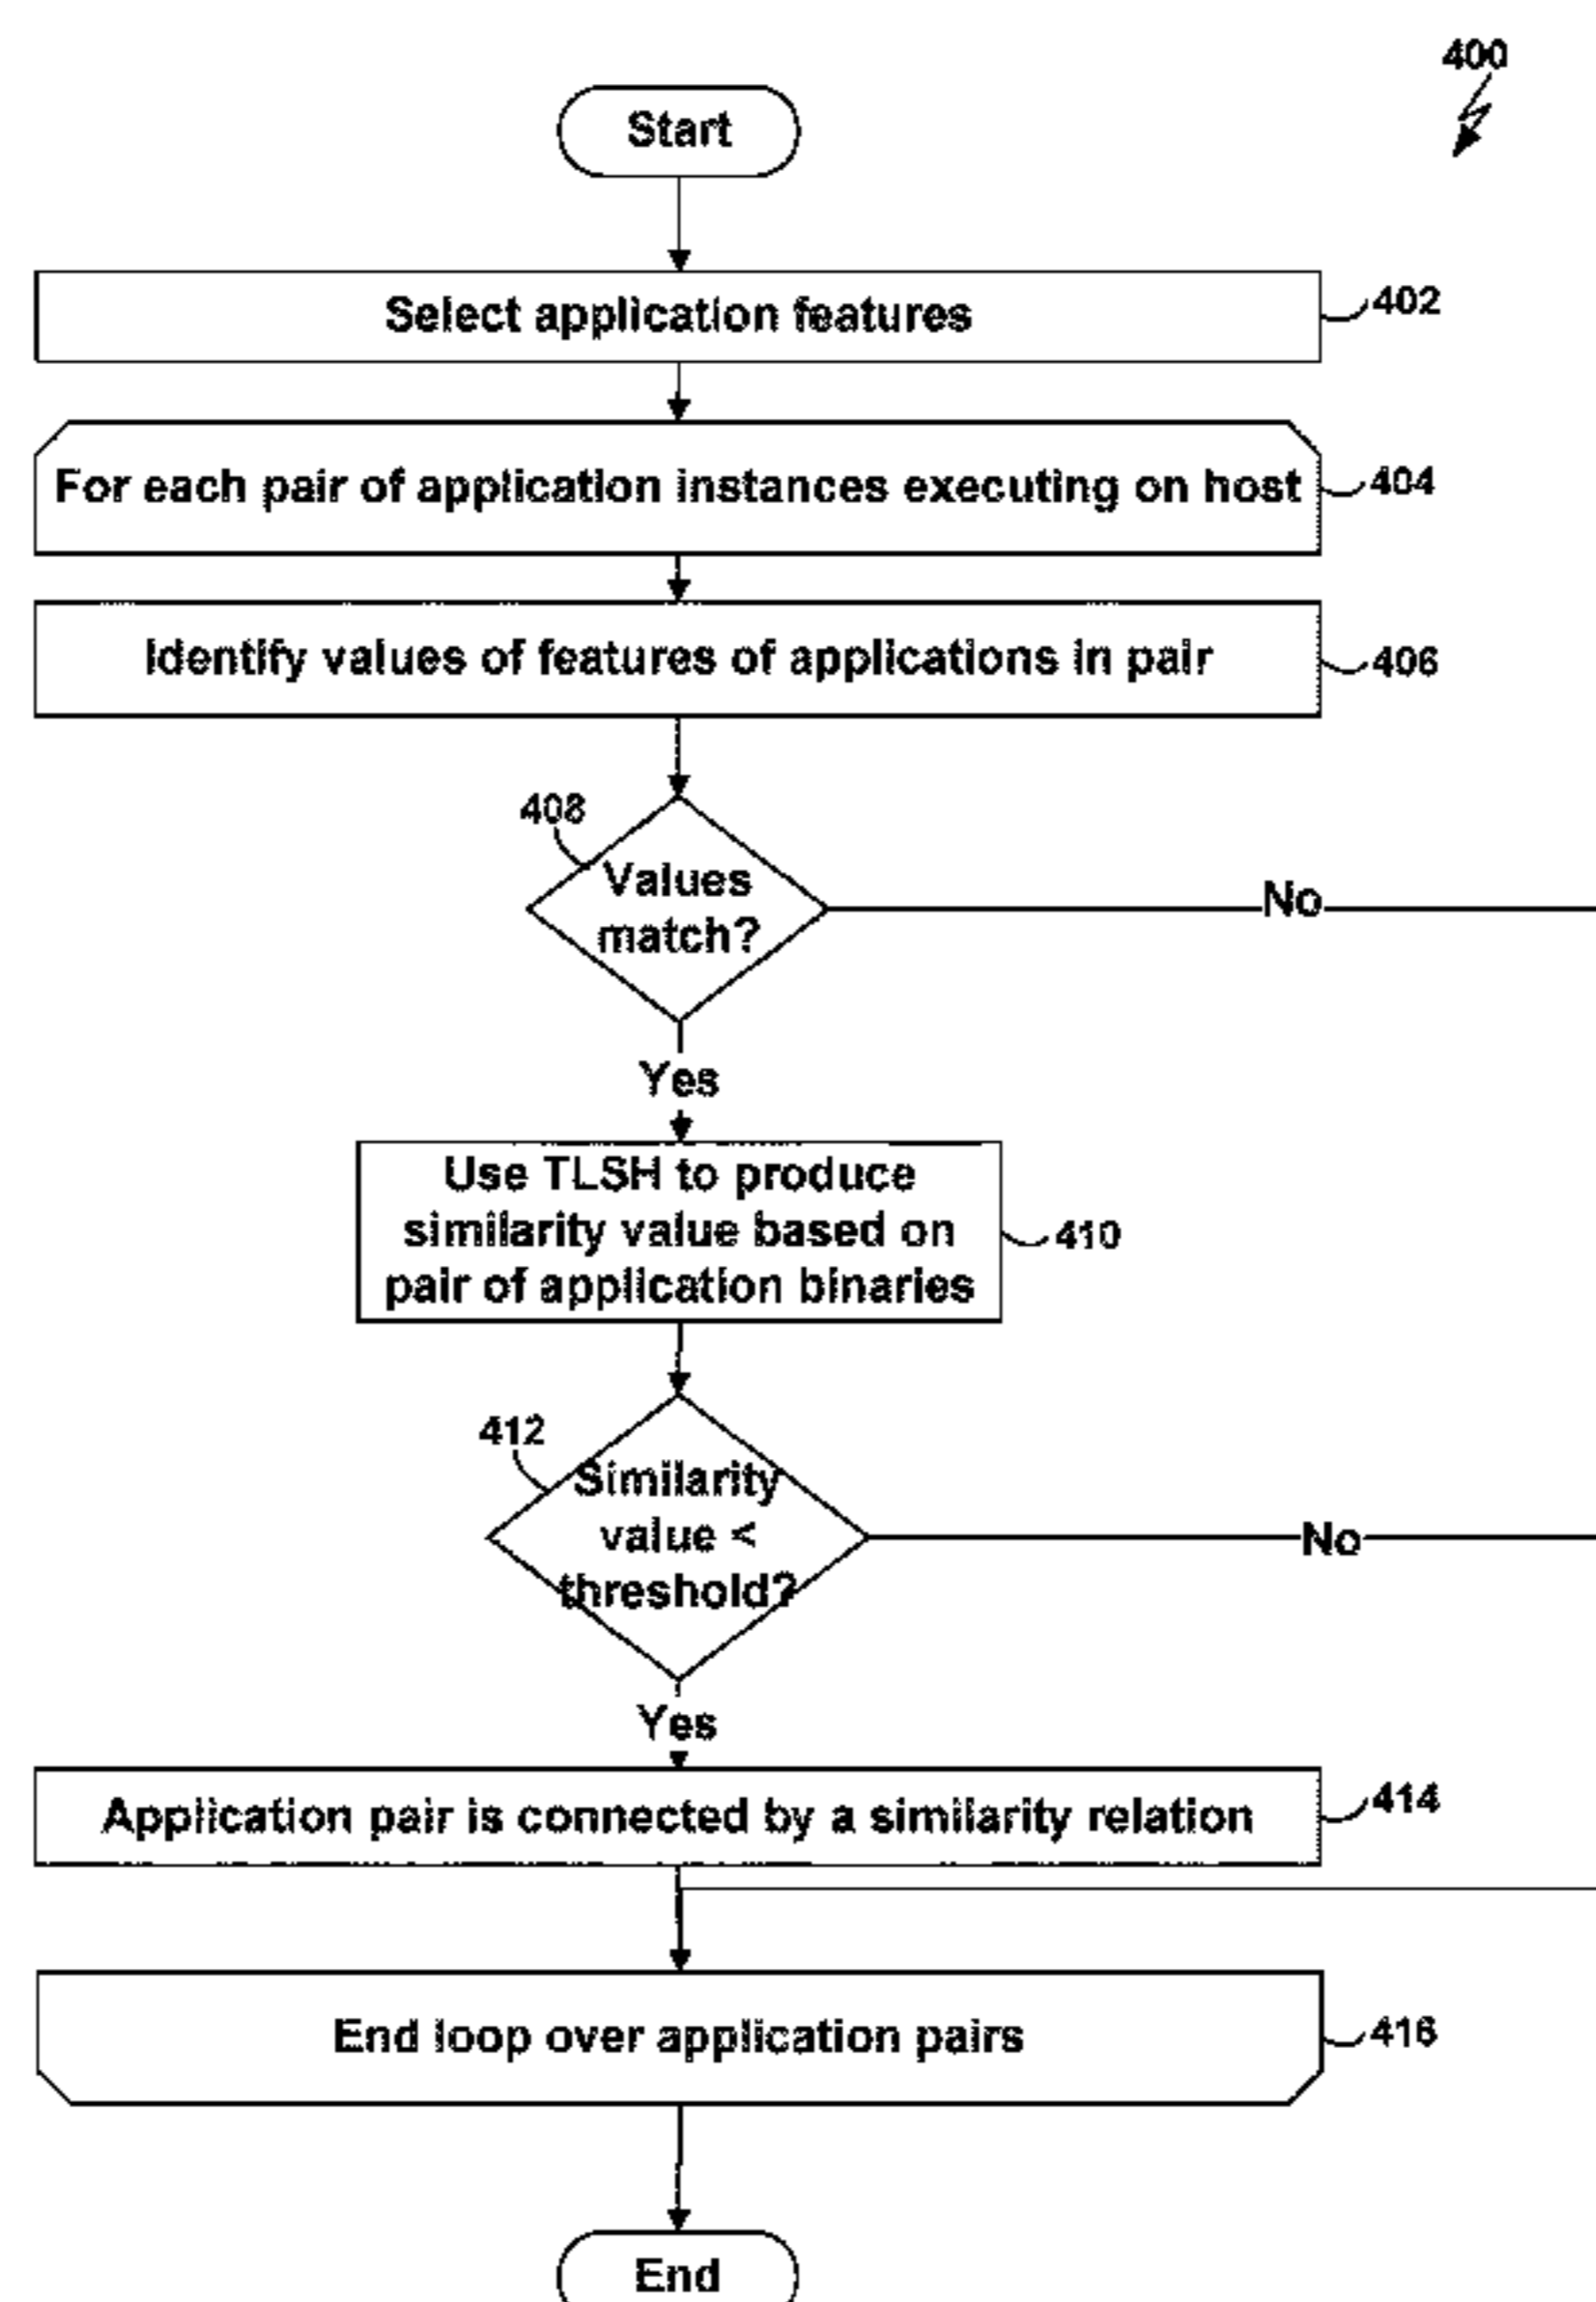 400
Start
Select application features
402
For each pair of application instances executing on host
404
Identify values of features of applications in pair
406
408
Values
match?
No
Yes
Use TLSH to produce
similarity value based on
pair of application binaries
410
412
Similarity
value <
threshold?
No
Yes
Application pair is connected by a similarity relation
414
End loop over application pairs
416
End